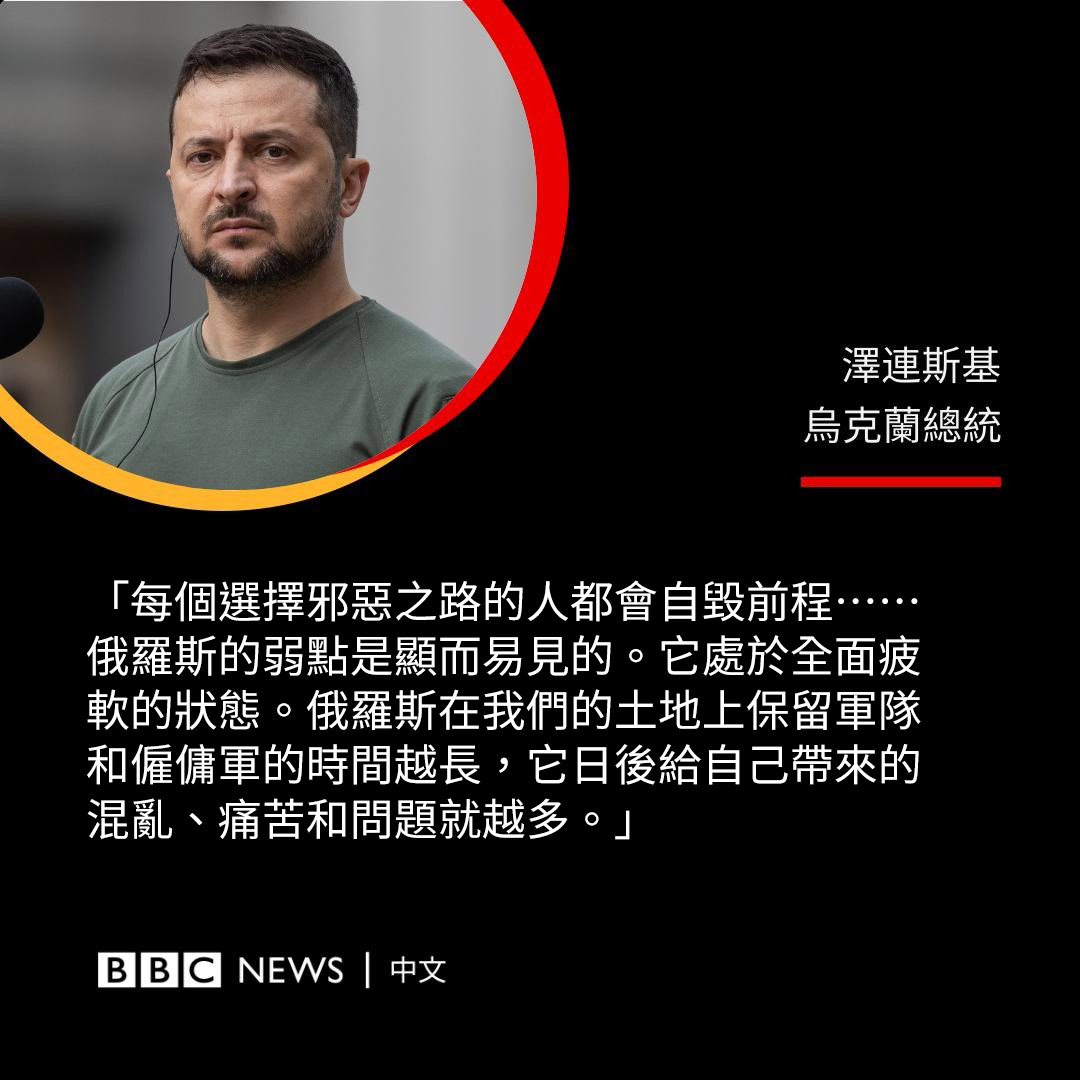 澤連斯基
烏克蘭總統
「每個選擇邪惡之路的人都會自毀前程⋯⋯
俄羅斯的弱點是顯而易見的。它處於全面疲
軟的狀態。俄羅斯在我們的土地上保留軍隊
和僱傭軍的時間越長，它日後給自己帶來的
混亂、痛苦和問題就越多。」
BBC NEWS | 中文